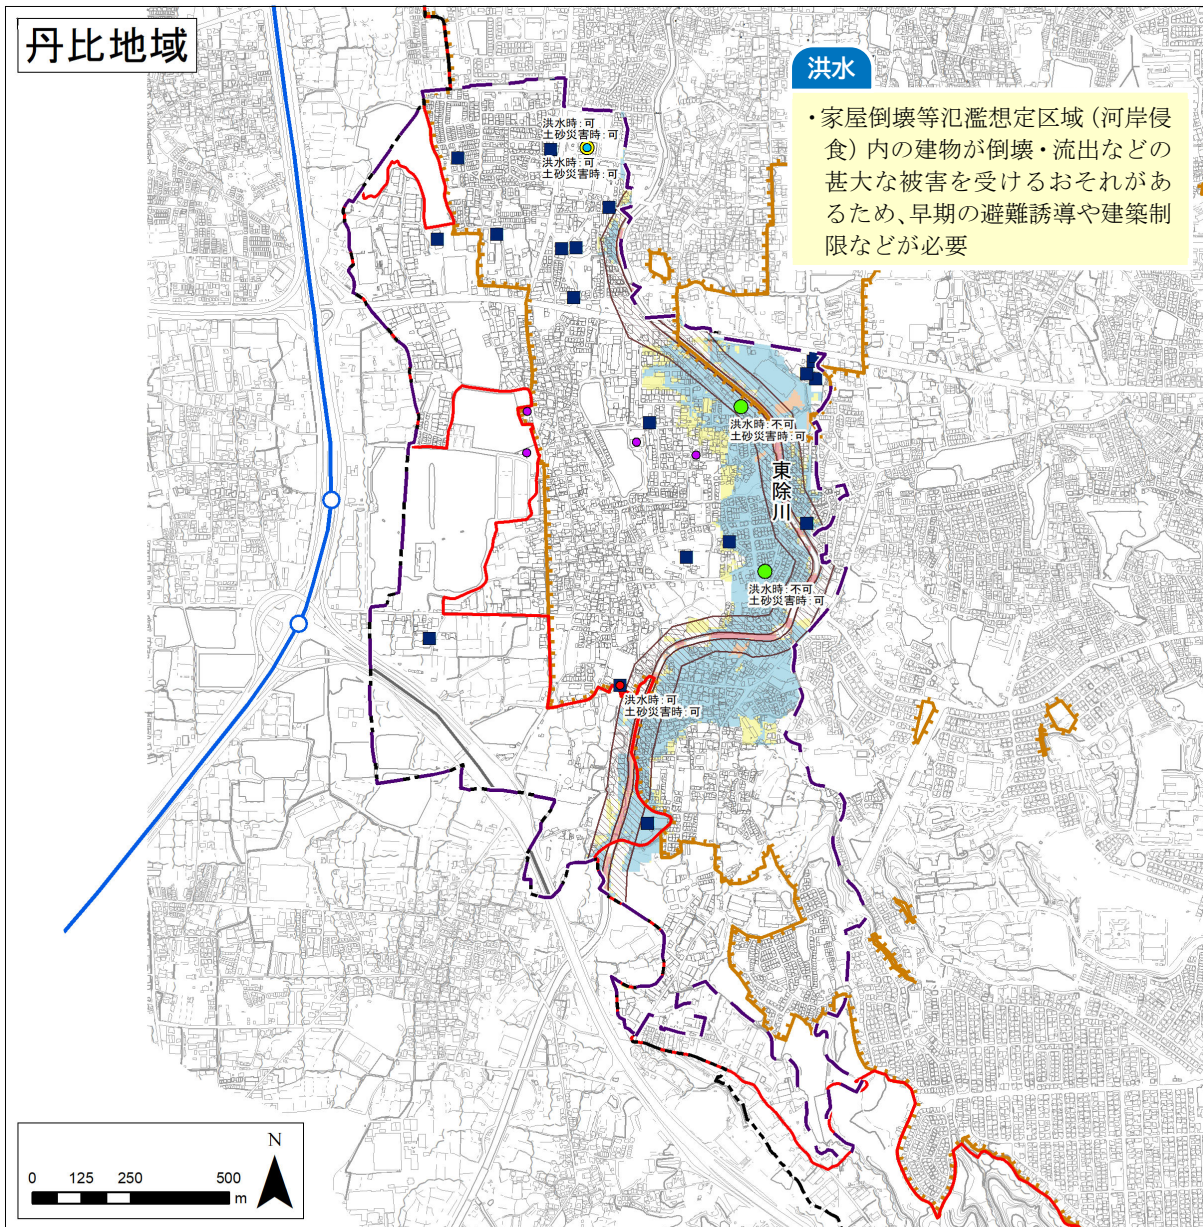 丹比地域
洪水
・家屋倒壊等氾濫想定区域（河岸侵
食）内の建物が倒壊・流出などの
甚大な被害を受けるおそれがあ
るため、早期の避難誘導や建築制
限などが必要
洪水時：可
土砂災害時：可
洪水時：可
土砂災害時：可
洪水時：不可
土砂災害時：可
東除川
洪水時：不可
土砂災害時：可
洪水時：可
土砂災害時：可
N
0 125 250 500
m